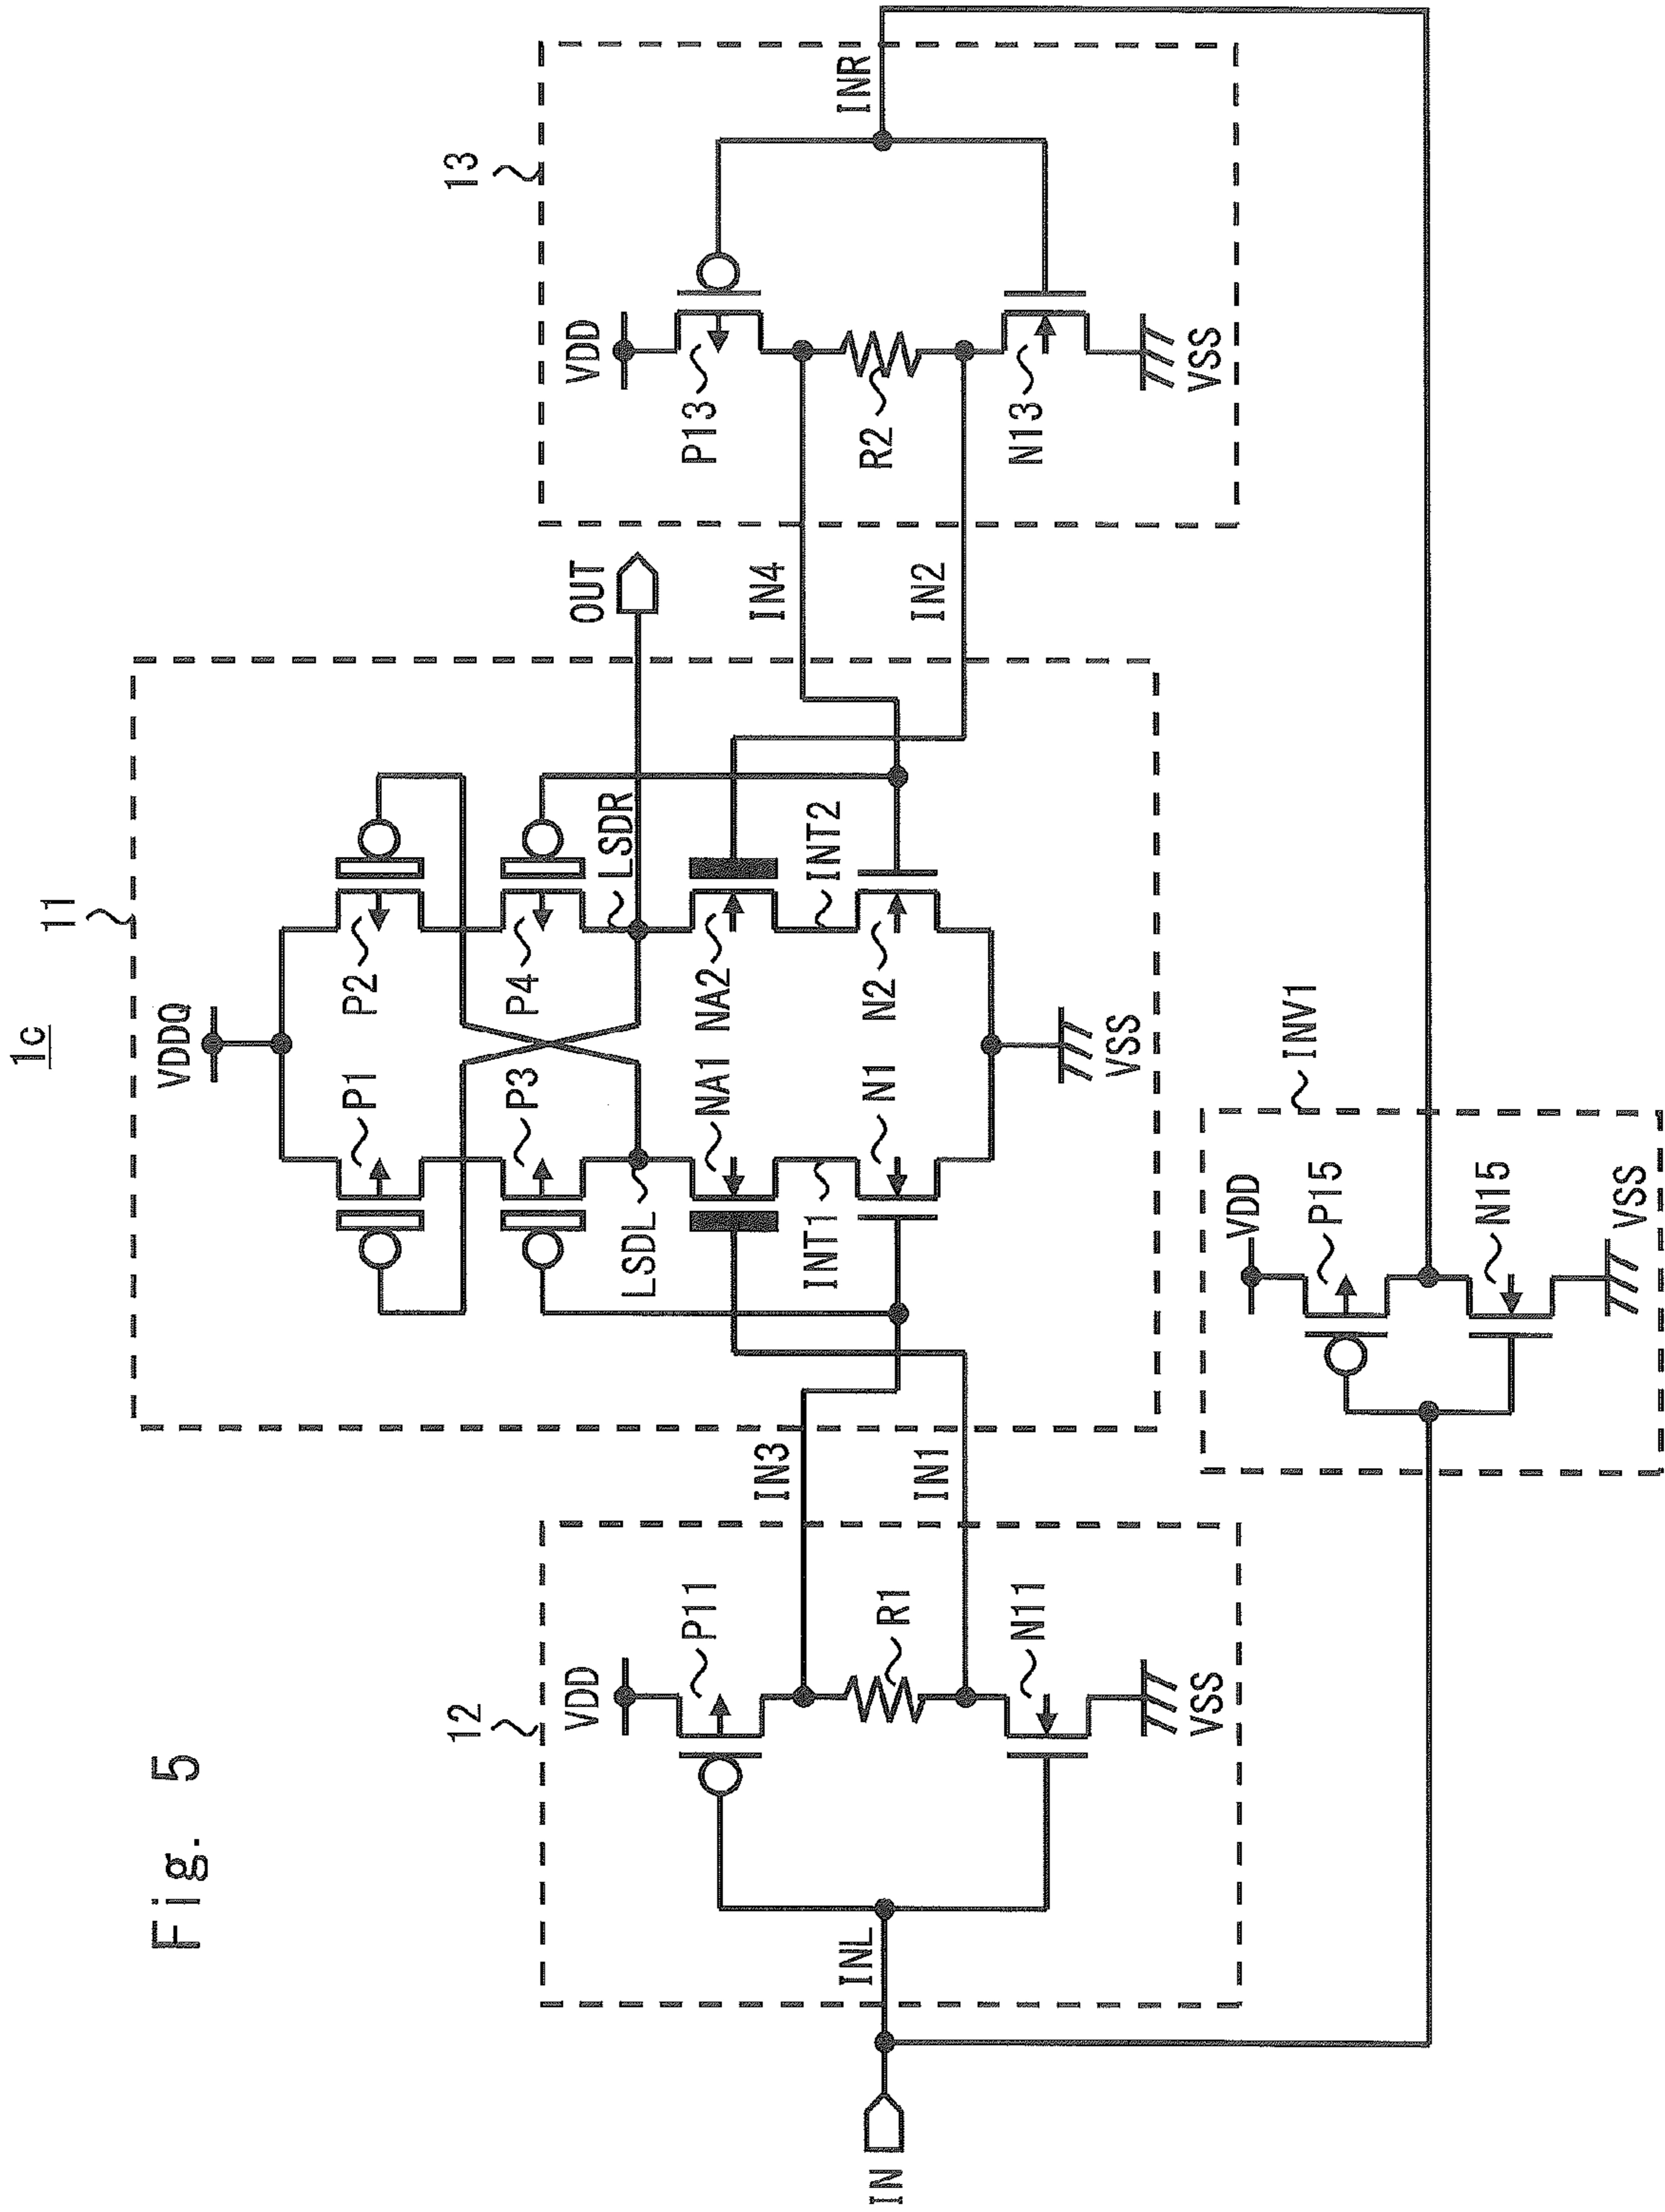 Fig. 5
1c
11
VDDQ
P1
P2
P3
P4
LSDL
LSDR
OUT
NA1
NA2
INT1
INT2
N1
N2
VSS
12
VDD
P11
IN3
R1
IN1
N11
VSS
INL
IN
13
VDD
P13
IN4
R2
IN2
N13
VSS
INR
INV1
VDD
P15
N15
VSS